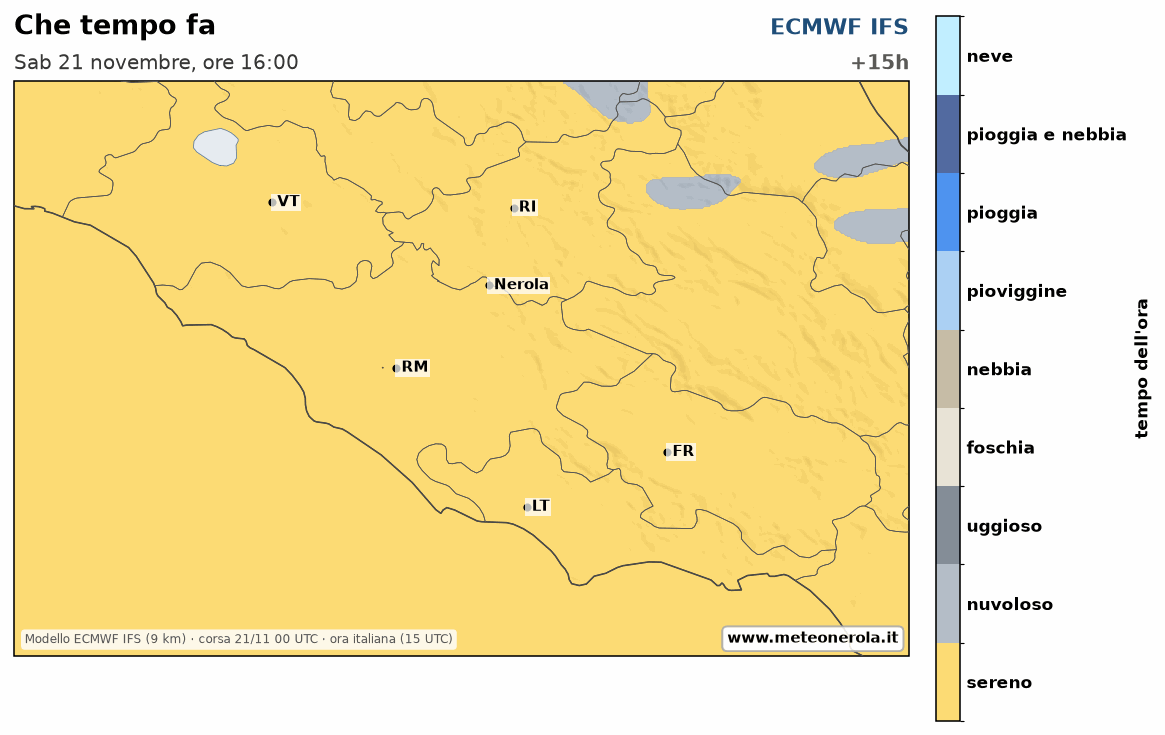 Che tempo fa
ECMWF IFS
Sab 21 novembre, ore 16:00
+15h
VT
RI
Nerola
RM
FR
LT
Modello ECMWF IFS (9 km) · corsa 21/11 00 UTC · ora italiana (15 UTC)
www.meteonerola.it
neve
pioggia e nebbia
pioggia
pioviggine
nebbia
foschia
uggioso
nuvoloso
sereno
tempo dell'ora